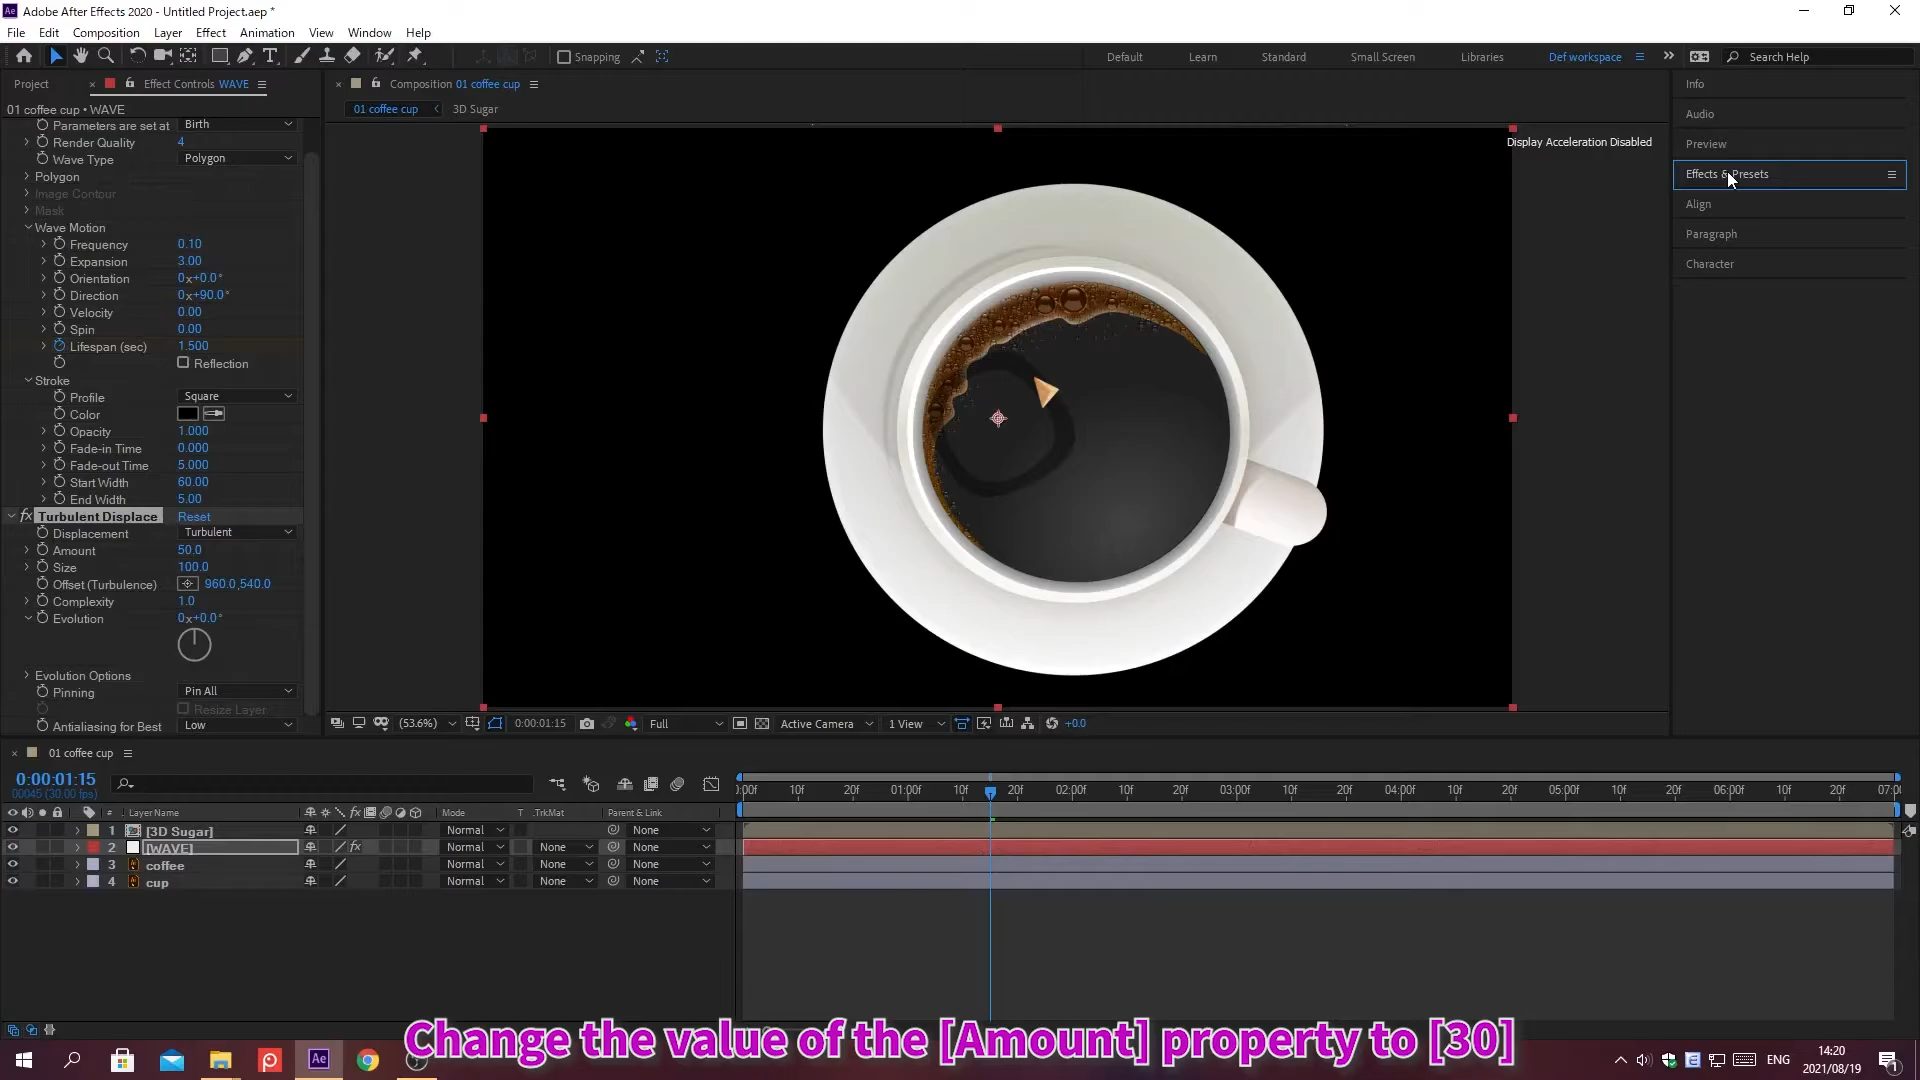 Adobe After Effects 2020 - Untitled Project.aep *
File Edit Composition Layer Effect Animation View Window Help
Snapping
Default Learn Standard Small Screen Libraries Def workspace Search Help
Project Effect Controls WAVE
Composition 01 coffee cup
01 coffee cup • WAVE
01 coffee cup 3D Sugar
Parameters are set at Birth
Render Quality 4
Wave Type Polygon
Polygon
Image Contour
Mask
Wave Motion
Frequency 0.10
Expansion 3.00
Orientation 0x+0.0°
Direction 0x+90.0°
Velocity 0.00
Spin 0.00
Lifespan (sec) 1.500
Reflection
Stroke
Profile Square
Color
Opacity 1.000
Fade-in Time 0.000
Fade-out Time 5.000
Start Width 60.00
End Width 5.00
fx Turbulent Displace Reset
Displacement Turbulent
Amount 50.0
Size 100.0
Offset (Turbulence) 960.0,540.0
Complexity 1.0
Evolution 0x+0.0°
Evolution Options
Pinning Pin All
Resize Layer
Antialiasing for Best Low
Display Acceleration Disabled
Info
Audio
Preview
Effects & Presets
Align
Paragraph
Character
(53.6%) 0:00:01:15 Full Active Camera 1 View +0.0
01 coffee cup
0:00:01:15
00045 (30.00 fps)
):00f 10f 20f 01:00f 10f 20f 02:00f 10f 20f 03:00f 10f 20f 04:00f 10f 20f 05:00f 10f 20f 06:00f 10f 20f 07:00
# Layer Name Mode T .TrkMat Parent & Link
1 [3D Sugar] Normal None
2 [WAVE] fx Normal None None
3 coffee Normal None None
4 cup Normal None None
Change the value of the [Amount] property to [30]
ENG 14:20
2021/08/19